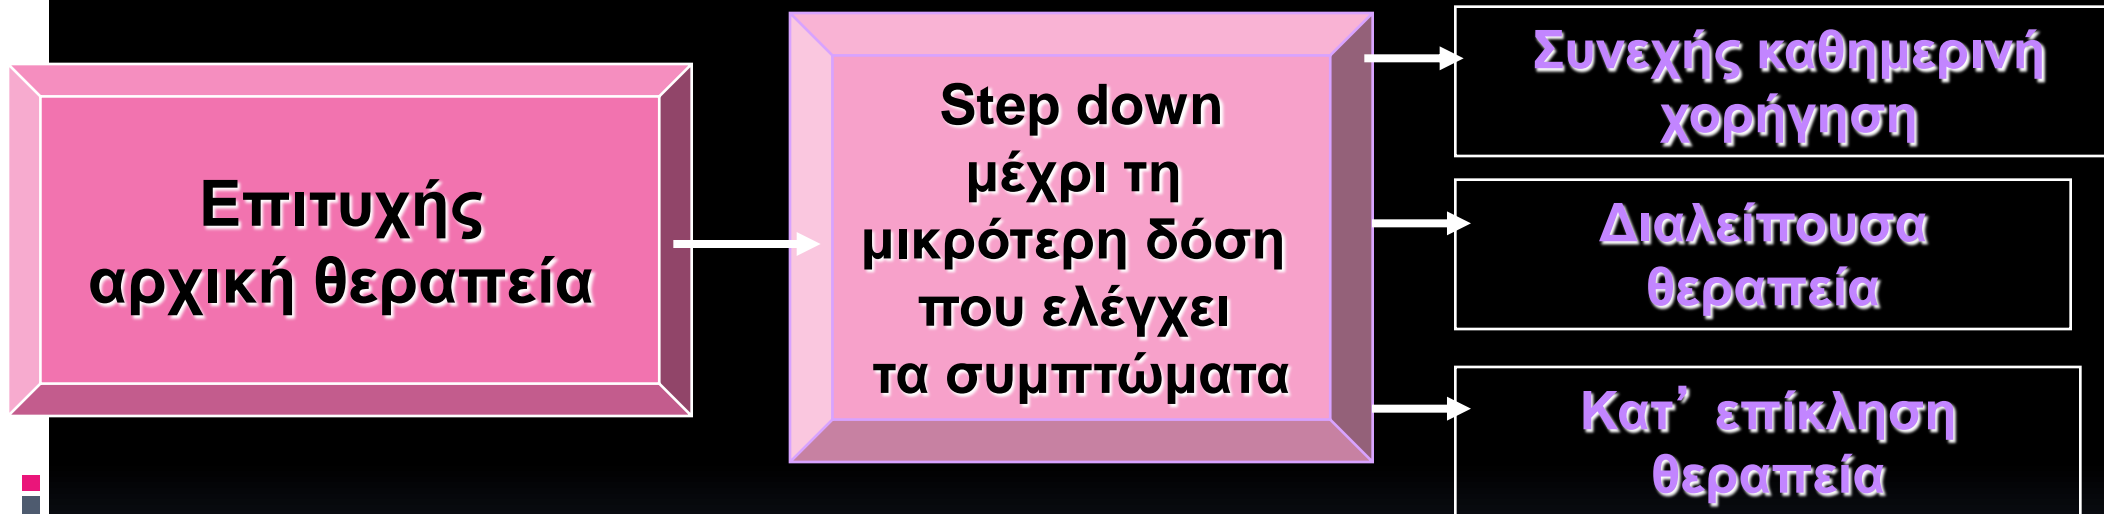 Επιτυχής
αρχική θεραπεία
Step down
μέχρι τη
μικρότερη δόση
που ελέγχει
τα συμπτώματα
Συνεχής καθημερινή
χορήγηση
Διαλείπουσα
θεραπεία
Κατ’ επίκληση
θεραπεία